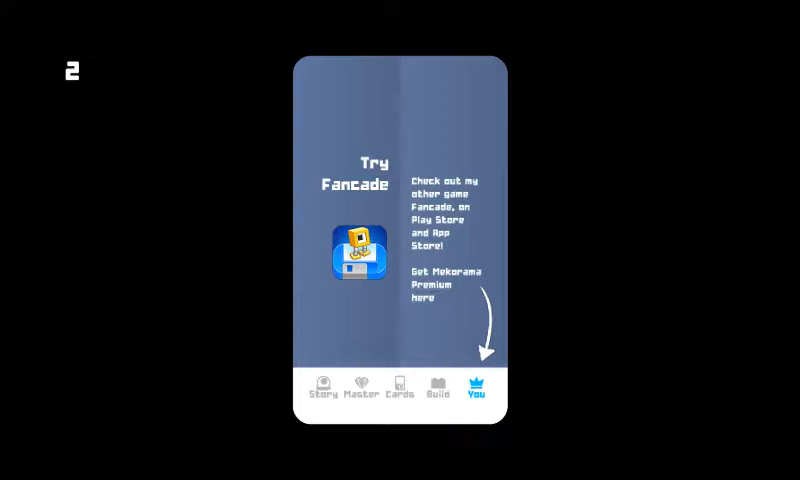 2
Try
Fancade
Check out my
other game
Fancade, on
Play Store
and App
Store!
Get Mekorama
Premium
here
Story Master Cards Build You